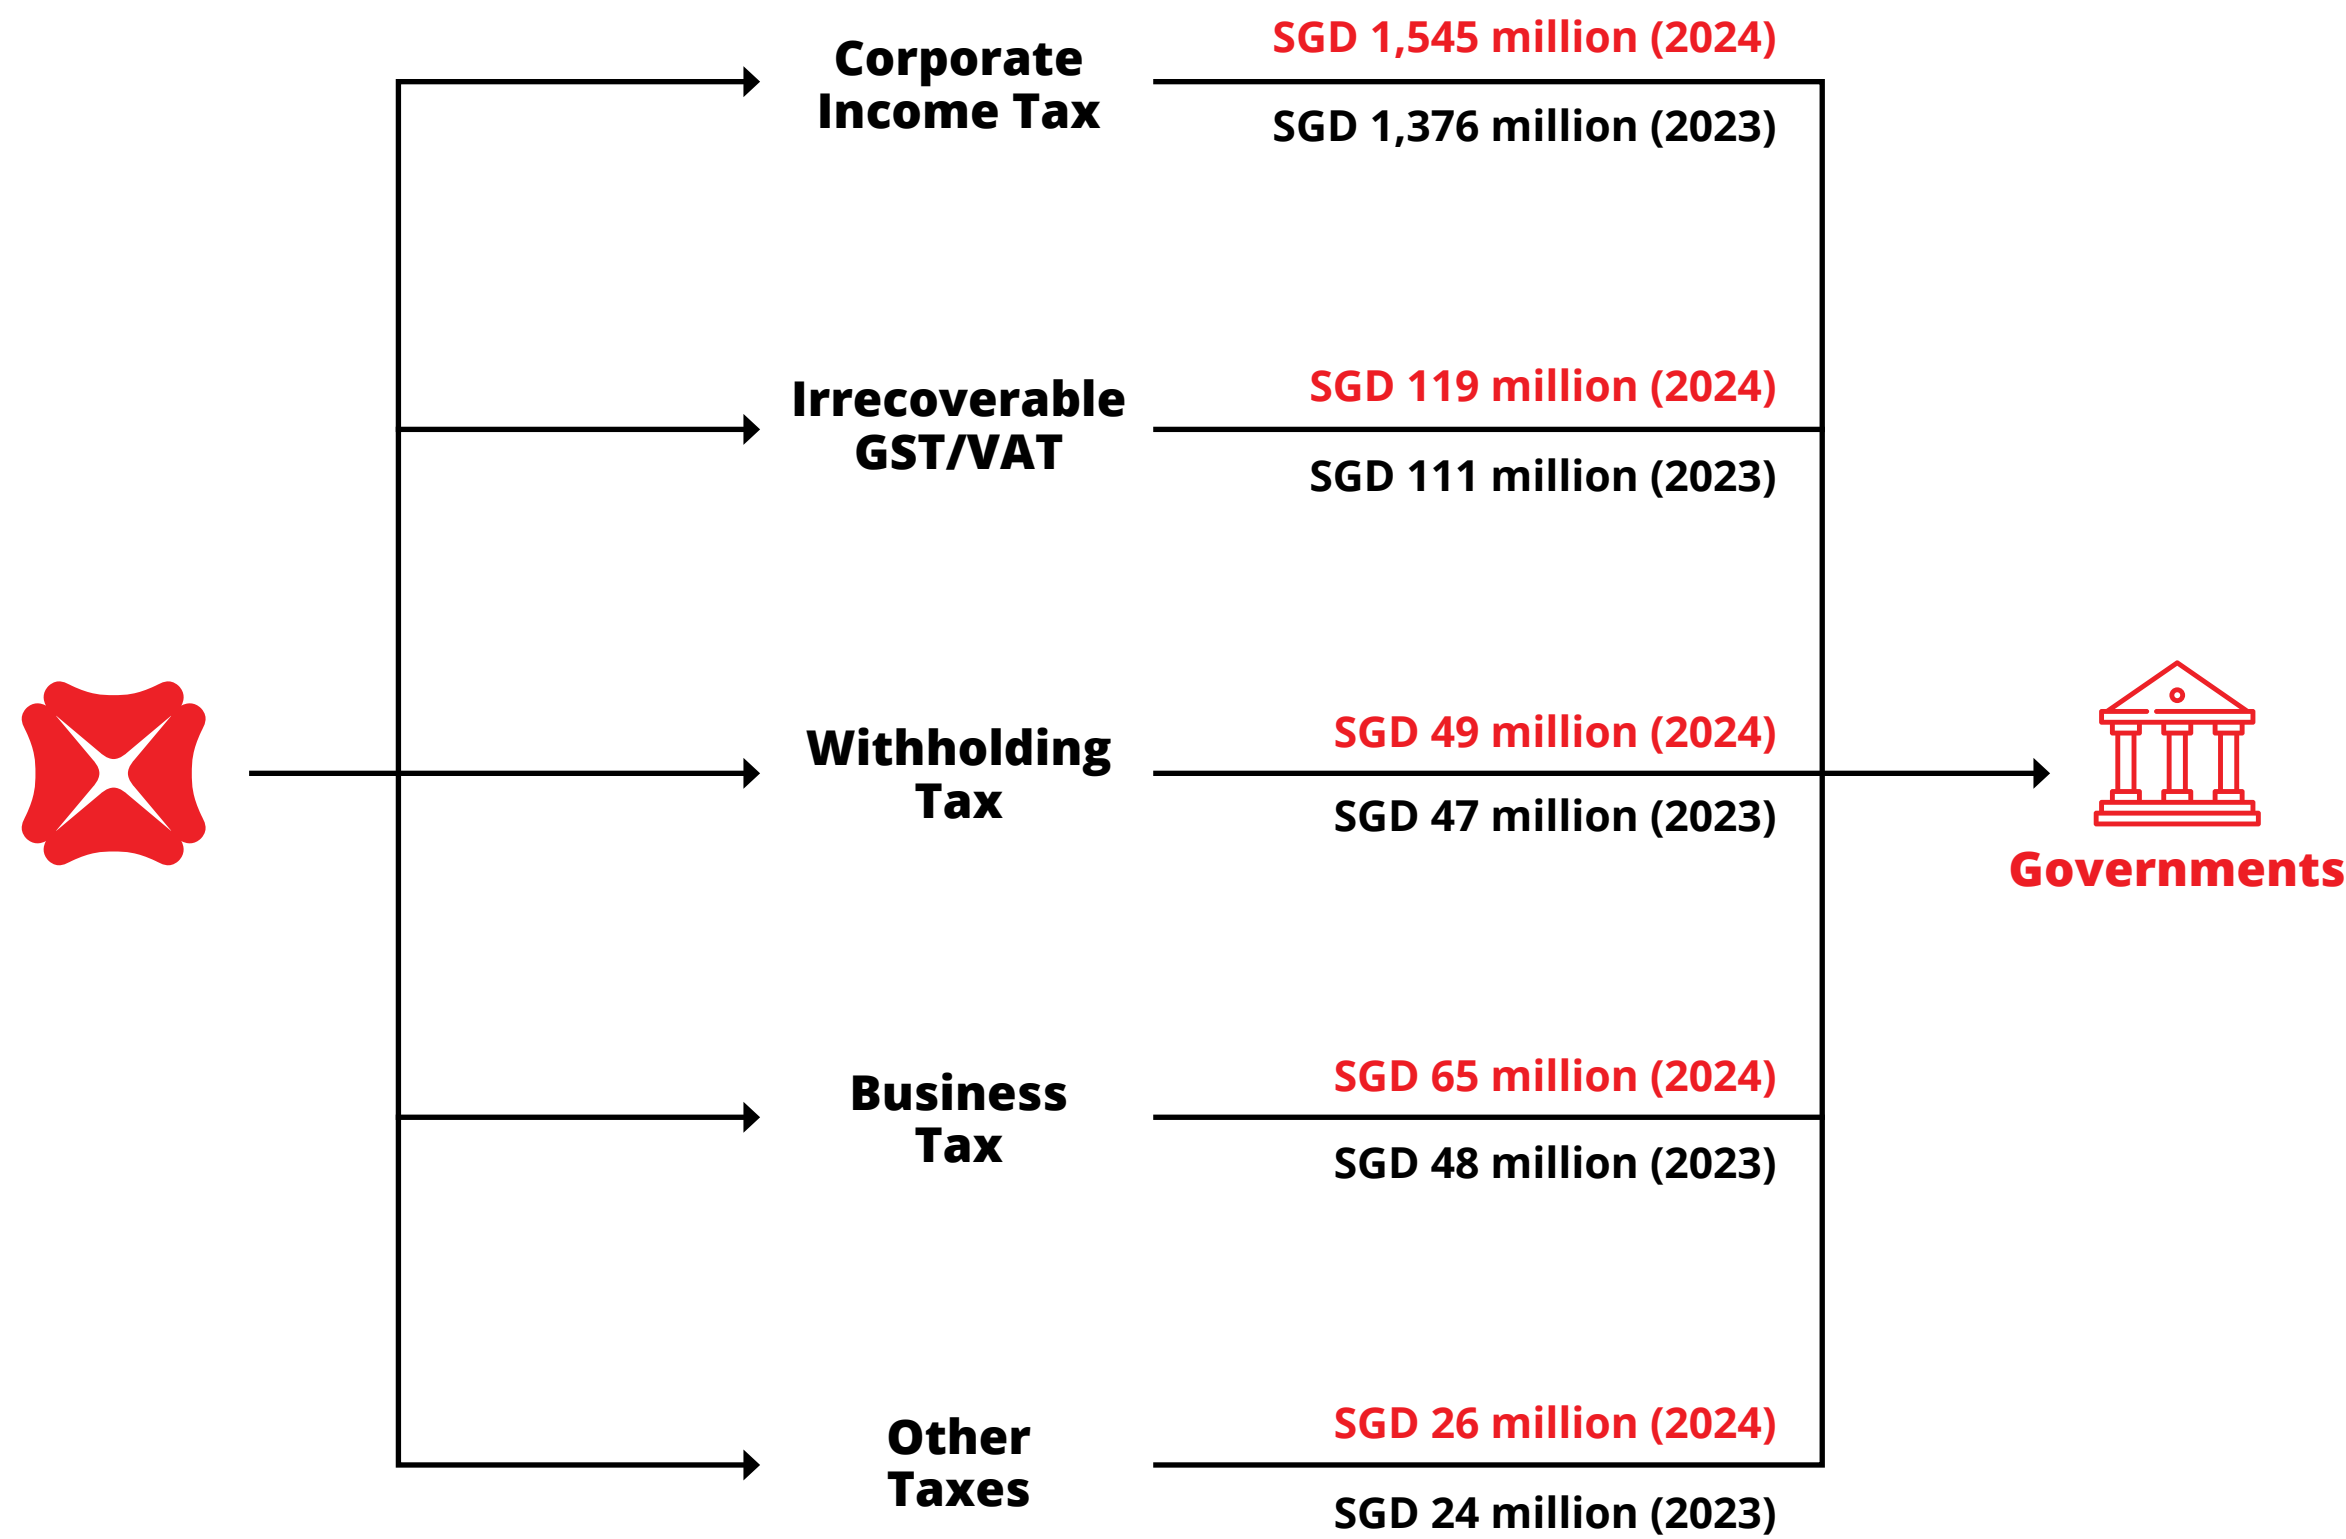 Corporate
Income Tax
SGD 1,545 million (2024)
SGD 1,376 million (2023)
Irrecoverable
GST/VAT
SGD 119 million (2024)
SGD 111 million (2023)
Withholding
Tax
SGD 49 million (2024)
SGD 47 million (2023)
Governments
Business
Tax
SGD 65 million (2024)
SGD 48 million (2023)
Other
Taxes
SGD 26 million (2024)
SGD 24 million (2023)